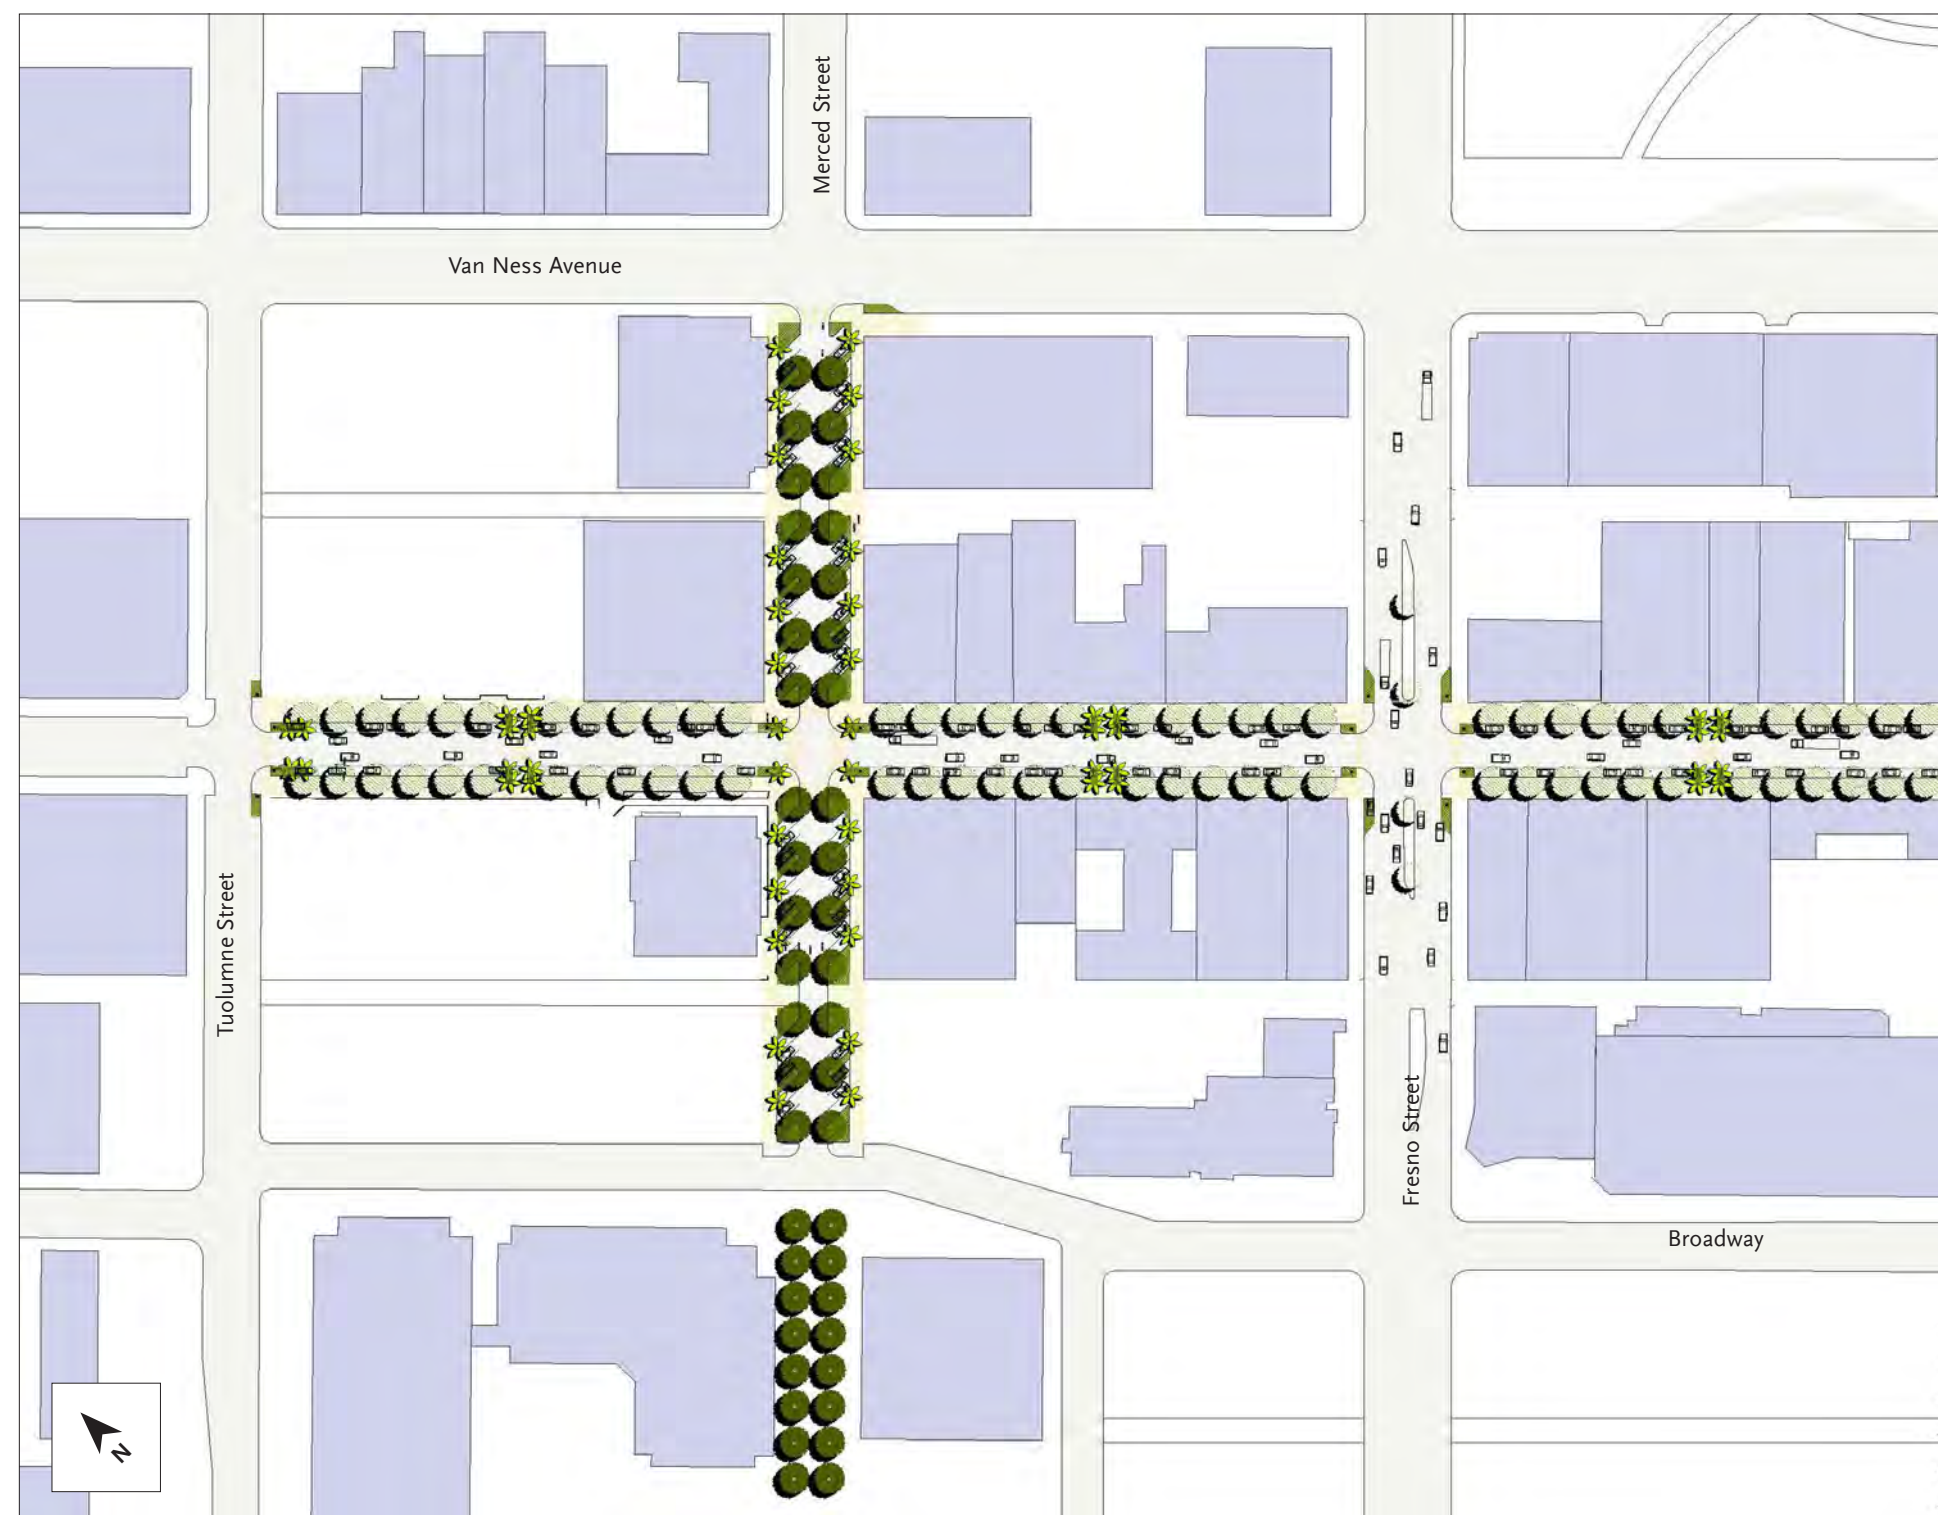 Merced Street
Van Ness Avenue
Tuolumne Street
Fresno Street
Broadway
N